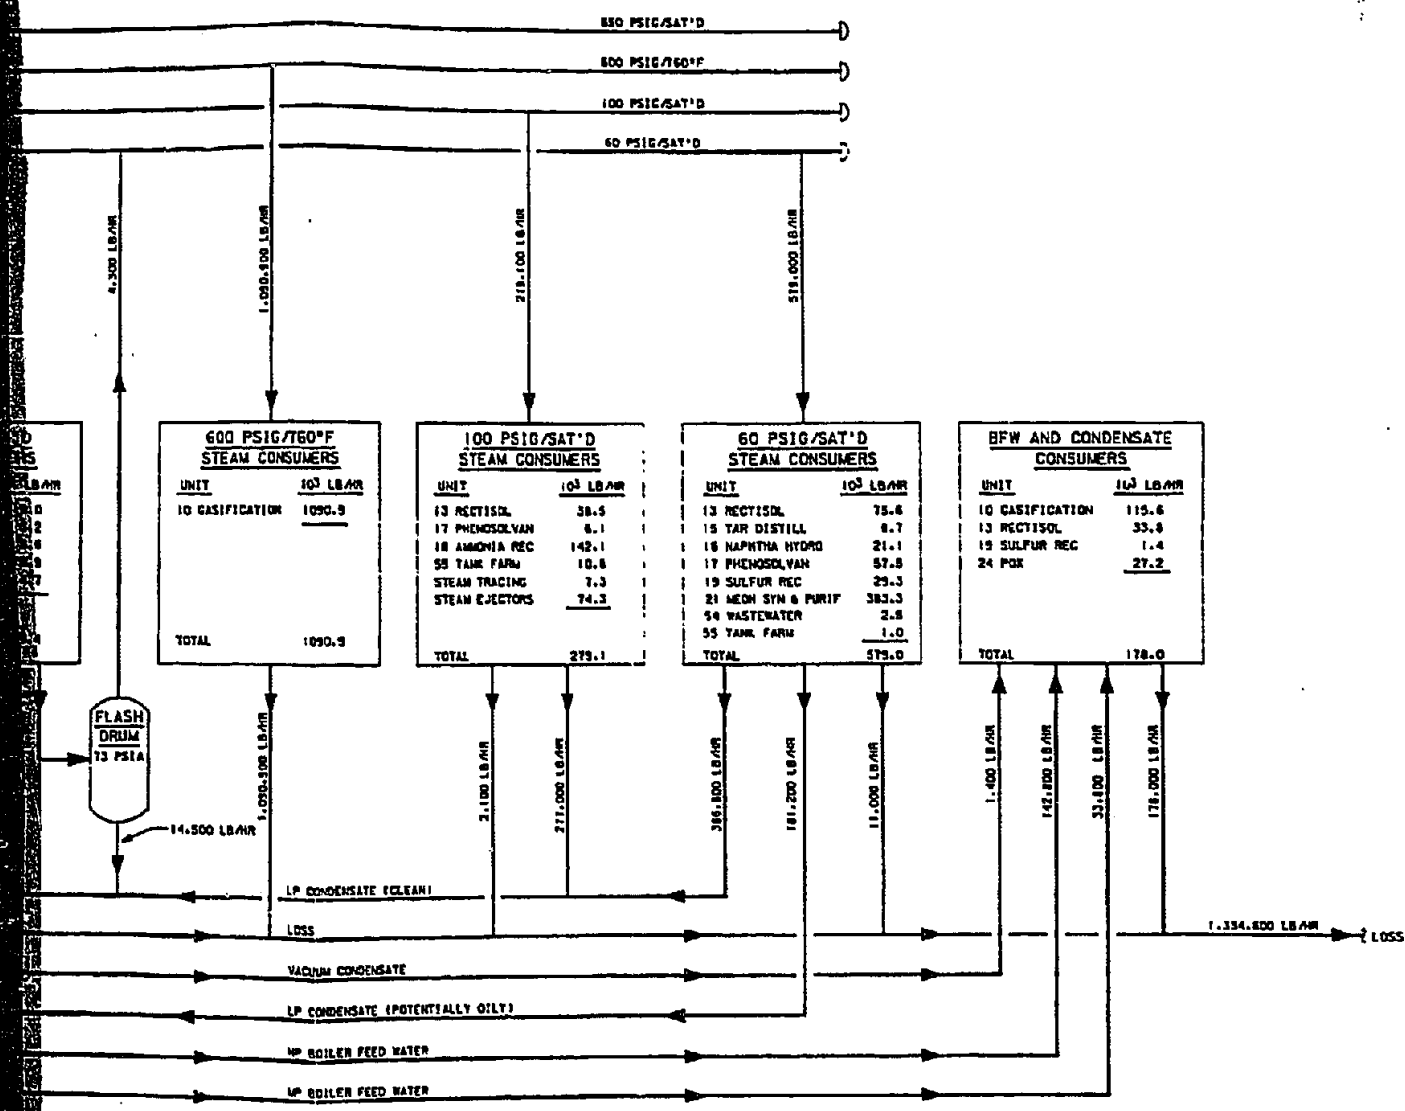 600 PSIG/760°F
100 PSIG/SAT'D
60 PSIG/SAT'D
4,300 LB/HR
1,090,900 LB/HR
279,100 LB/HR
579,000 LB/HR
LB/HR
600 PSIG/760°F
STEAM CONSUMERS
UNIT 10³ LB/HR
10 GASIFICATION 1090.9
TOTAL 1090.9
100 PSIG/SAT'D
STEAM CONSUMERS
UNIT 10³ LB/HR
13 RECTISOL 38.5
17 PHENOSOLVAN 6.1
18 AMMONIA REC 142.1
55 TANK FARM 10.8
STEAM TRACING 7.3
STEAM EJECTORS 74.3
TOTAL 279.1
60 PSIG/SAT'D
STEAM CONSUMERS
UNIT 10³ LB/HR
13 RECTISOL 75.6
15 TAR DISTILL 8.7
16 NAPHTHA HYDRO 21.1
17 PHENOSOLVAN 57.5
19 SULFUR REC 29.3
21 MEOH SYN & PURIF 383.3
54 WASTEWATER 2.5
55 TANK FARM 1.0
TOTAL 579.0
BFW AND CONDENSATE
CONSUMERS
UNIT 10³ LB/HR
10 GASIFICATION 115.6
13 RECTISOL 33.8
19 SULFUR REC 1.4
24 POX 27.2
TOTAL 178.0
FLASH
DRUM
73 PSIA
14,500 LB/HR
1,090,900 LB/HR
2,100 LB/HR
277,000 LB/HR
386,800 LB/HR
181,200 LB/HR
11,000 LB/HR
1,400 LB/HR
142,800 LB/HR
33,800 LB/HR
178,000 LB/HR
LP CONDENSATE (CLEAN)
LOSS
1,334,600 LB/HR
LOSS
VACUUM CONDENSATE
LP CONDENSATE (POTENTIALLY OILY)
BOILER FEED WATER
BOILER FEED WATER